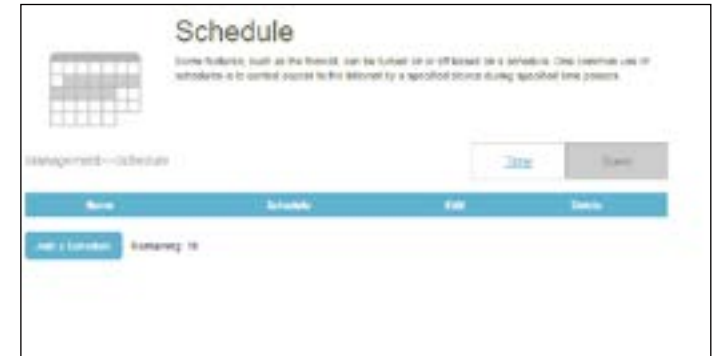 Schedule
Some features, such as the firewall, can be turned on or off based on a schedule. One common use of
schedules is to control access to the Internet by a specified device during specified time periods.
Management>>Schedule
Time
Save
Name Schedule Edit Delete
Add a Schedule Remaining: 10